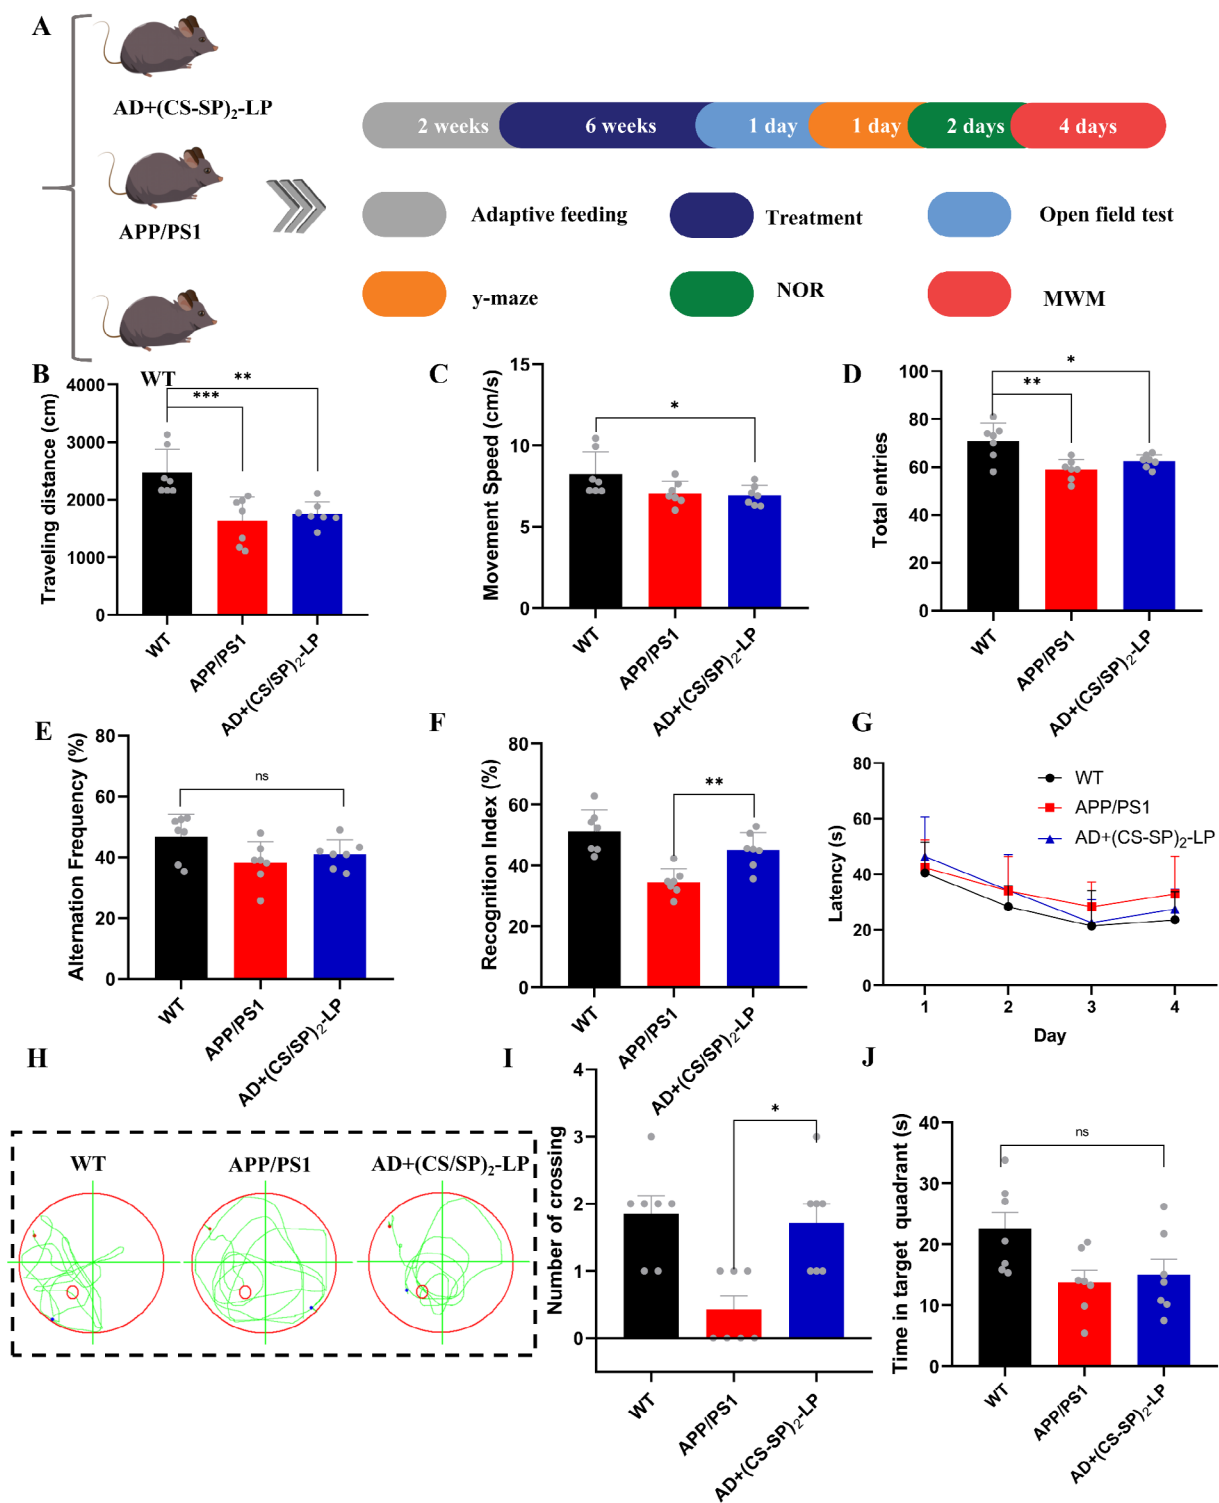 A
AD+(CS-SP)2-LP
APP/PS1
WT
2 weeks 6 weeks 1 day 1 day 2 days 4 days
Adaptive feeding Treatment Open field test
y-maze NOR MWM
B
Traveling distance (cm)
4000
3000
2000
1000
0
***
**
WT APP/PS1 AD+(CS/SP)2-LP
C
Movement Speed (cm/s)
15
10
5
0
*
WT APP/PS1 AD+(CS/SP)2-LP
D
Total entries
100
80
60
40
20
0
**
*
WT APP/PS1 AD+(CS/SP)2-LP
E
Alternation Frequency (%)
80
60
40
20
0
ns
WT APP/PS1 AD+(CS/SP)2-LP
F
Recognition Index (%)
80
60
40
20
0
**
WT APP/PS1 AD+(CS/SP)2-LP
G
Latency (s)
80
60
40
20
0
WT
APP/PS1
AD+(CS-SP)2-LP
1 2 3 4
Day
H
WT APP/PS1 AD+(CS/SP)2-LP
I
Number of crossing
4
3
2
1
0
*
WT APP/PS1 AD+(CS-SP)2-LP
J
Time in target quadrant (s)
40
30
20
10
0
ns
WT APP/PS1 AD+(CS-SP)2-LP